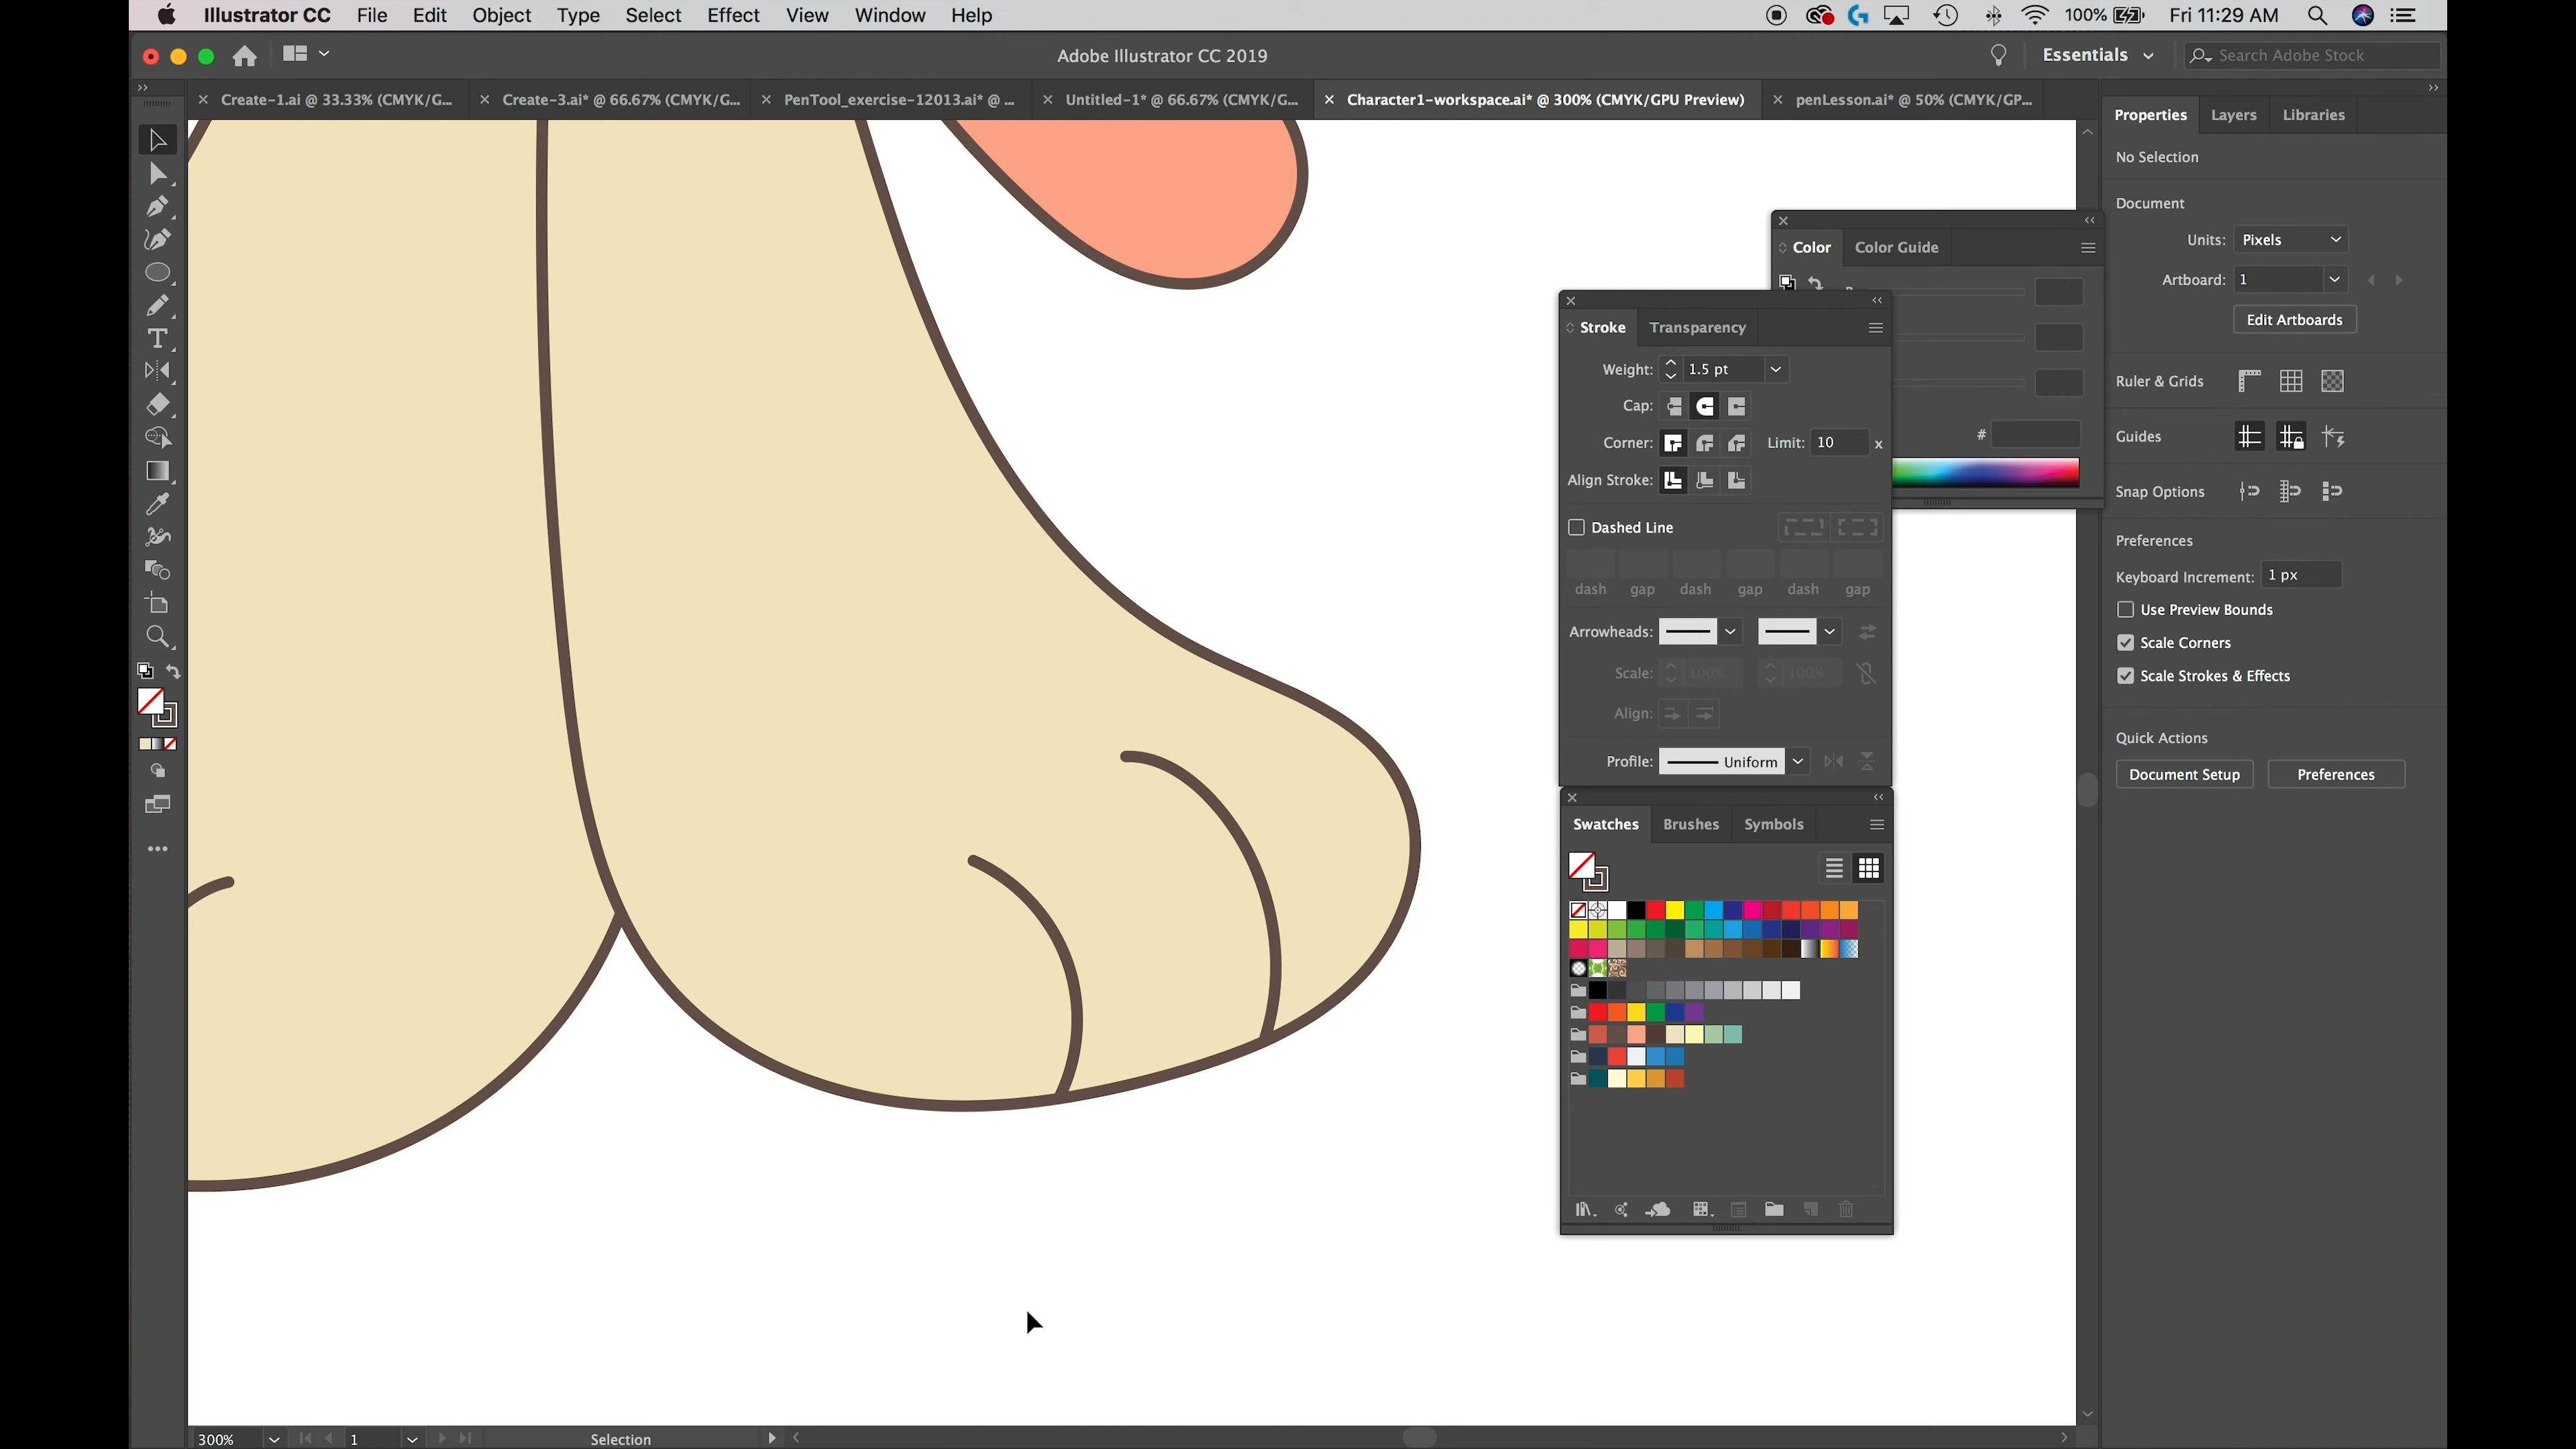 Illustrator CC File Edit Object Type Select Effect View Window Help 100% Fri 11:29 AM
Adobe Illustrator CC 2019 Essentials Search Adobe Stock
Create-1.ai @ 33.33% (CMYK/G... Create-3.ai* @ 66.67% (CMYK/G... PenTool_exercise-12013.ai* @ ... Untitled-1* @ 66.67% (CMYK/G... Character1-workspace.ai* @ 300% (CMYK/GPU Preview) penLesson.ai* @ 50% (CMYK/GP...
Properties Layers Libraries
No Selection
Document
Units: Pixels
Artboard: 1
Edit Artboards
Ruler & Grids
Guides
Snap Options
Preferences
Keyboard Increment: 1 px
Use Preview Bounds
Scale Corners
Scale Strokes & Effects
Quick Actions
Document Setup Preferences
Color Color Guide
#
Stroke Transparency
Weight: 1.5 pt
Cap:
Corner: Limit: 10 x
Align Stroke:
Dashed Line
dash gap dash gap dash gap
Arrowheads:
Scale: 100% 100%
Align:
Profile: Uniform
Swatches Brushes Symbols
300% 1 Selection